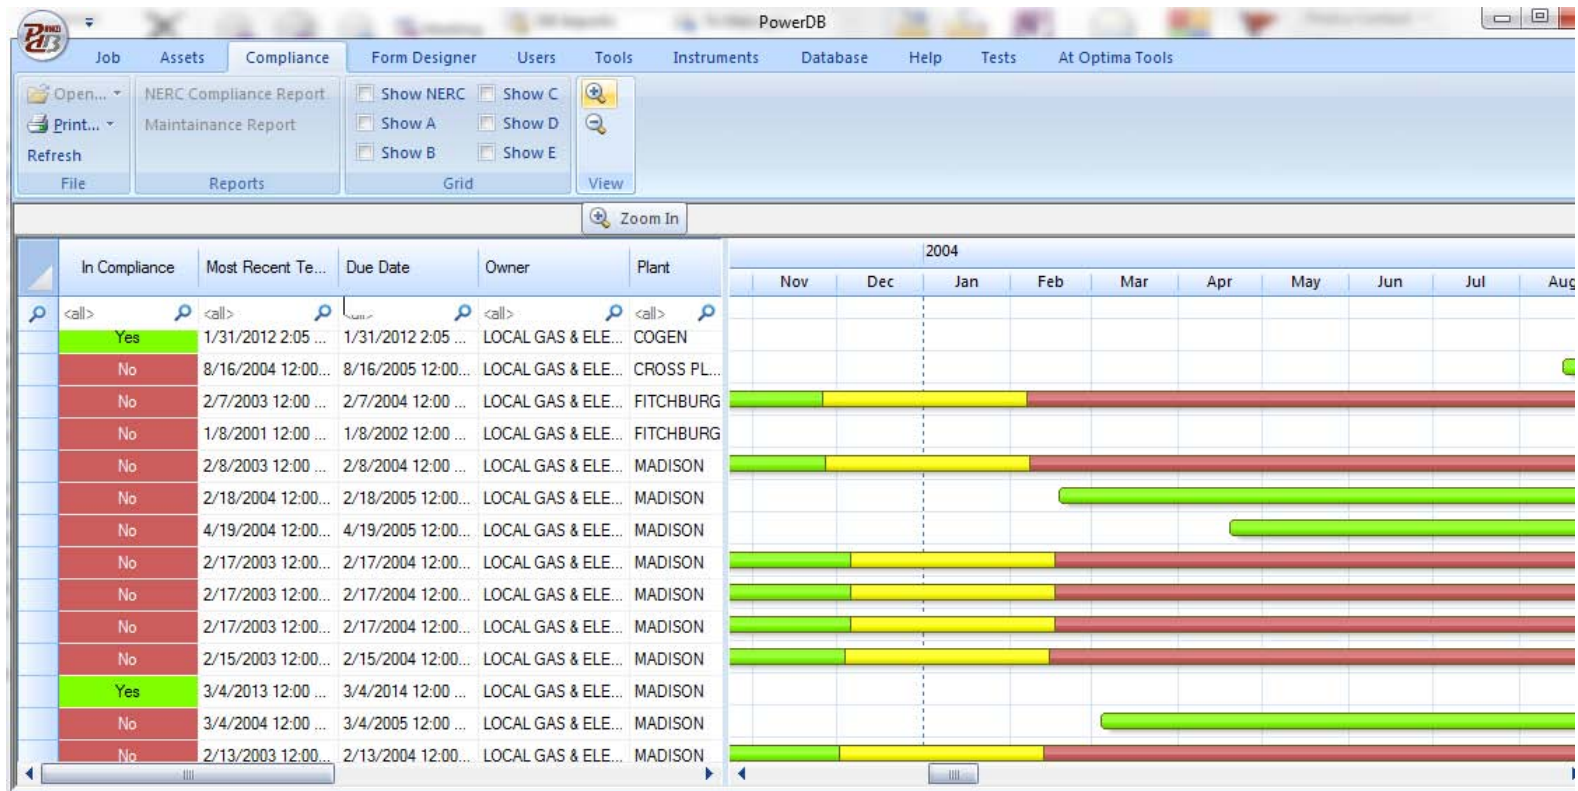 PowerDB
Job Assets Compliance Form Designer Users Tools Instruments Database Help Tests At Optima Tools
Open... NERC Compliance Report Show NERC Show C
Print... Maintainance Report Show A Show D
Refresh Show B Show E
File Reports Grid View
Zoom In
In Compliance Most Recent Te... Due Date Owner Plant
2004
Nov Dec Jan Feb Mar Apr May Jun Jul Aug
<all> <all> <all> <all>
Yes 1/31/2012 2:05 ... 1/31/2012 2:05 ... LOCAL GAS & ELE... COGEN
No 8/16/2004 12:00... 8/16/2005 12:00... LOCAL GAS & ELE... CROSS PL...
No 2/7/2003 12:00 ... 2/7/2004 12:00 ... LOCAL GAS & ELE... FITCHBURG
No 1/8/2001 12:00 ... 1/8/2002 12:00 ... LOCAL GAS & ELE... FITCHBURG
No 2/8/2003 12:00 ... 2/8/2004 12:00 ... LOCAL GAS & ELE... MADISON
No 2/18/2004 12:00... 2/18/2005 12:00... LOCAL GAS & ELE... MADISON
No 4/19/2004 12:00... 4/19/2005 12:00... LOCAL GAS & ELE... MADISON
No 2/17/2003 12:00... 2/17/2004 12:00... LOCAL GAS & ELE... MADISON
No 2/17/2003 12:00... 2/17/2004 12:00... LOCAL GAS & ELE... MADISON
No 2/17/2003 12:00... 2/17/2004 12:00... LOCAL GAS & ELE... MADISON
No 2/15/2003 12:00... 2/15/2004 12:00... LOCAL GAS & ELE... MADISON
Yes 3/4/2013 12:00 ... 3/4/2014 12:00 ... LOCAL GAS & ELE... MADISON
No 3/4/2004 12:00 ... 3/4/2005 12:00 ... LOCAL GAS & ELE... MADISON
No 2/13/2003 12:00... 2/13/2004 12:00... LOCAL GAS & ELE... MADISON